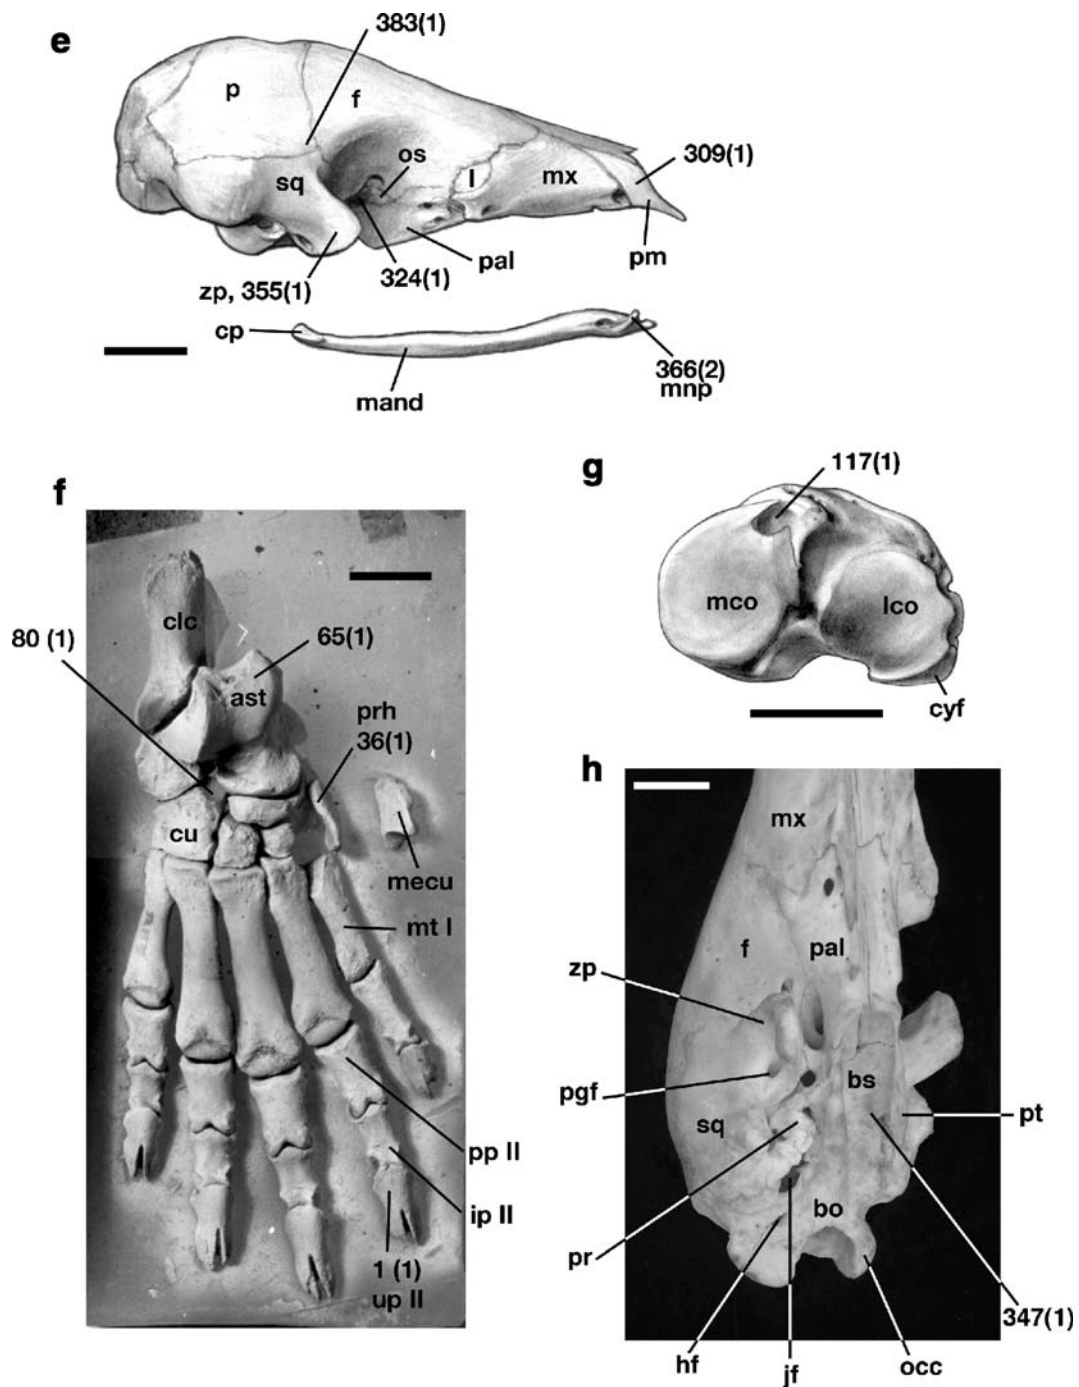 e
383(1)
p
f
os
309(1)
sq
l
mx
pal
pm
324(1)
zp, 355(1)
cp
366(2)
mnp
mand
f
clc
80 (1)
65(1)
ast
prh
36(1)
cu
mecu
mt I
pp II
ip II
1 (1)
up II
g
117(1)
mco
lco
cyf
h
mx
f
pal
zp
pgf
bs
pt
sq
bo
pr
347(1)
hf
jf
occ